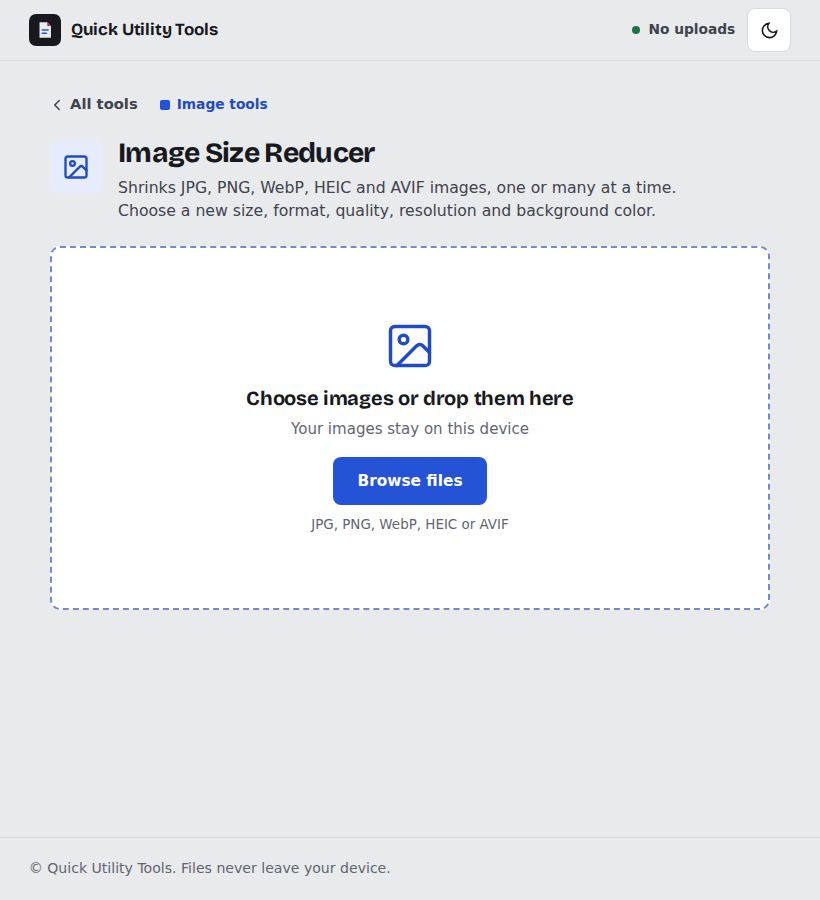 Quick Utility Tools
No uploads
All tools
Image tools
Image Size Reducer
Shrinks JPG, PNG, WebP, HEIC and AVIF images, one or many at a time.
Choose a new size, format, quality, resolution and background color.
Choose images or drop them here
Your images stay on this device
Browse files
JPG, PNG, WebP, HEIC or AVIF
© Quick Utility Tools. Files never leave your device.